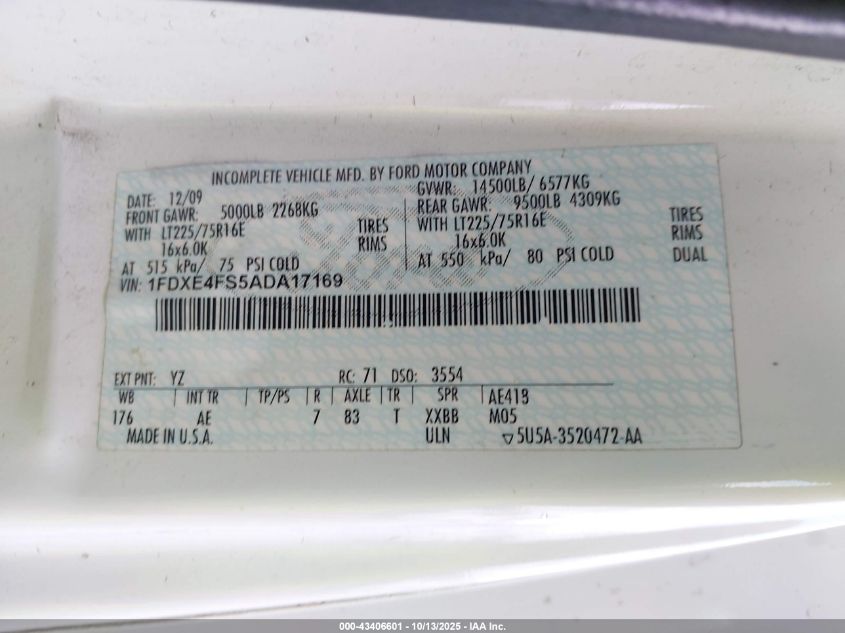 INCOMPLETE VEHICLE MFD. BY FORD MOTOR COMPANY
DATE: 12/09 GVWR: 14500LB/ 6577KG
FRONT GAWR: 5000LB 2268KG REAR GAWR: 9500LB 4309KG
WITH LT225/75R16E TIRES WITH LT225/75R16E TIRES
16x6.0K RIMS 16x6.0K RIMS
AT 515 kPa/ 75 PSI COLD AT 550 kPa/ 80 PSI COLD DUAL
VIN: 1FDXE4FS5ADA17169
EXT PNT: YZ RC: 71 DSO: 3554
WB INT TR TP/PS R AXLE TR SPR AE413
176 AE 7 83 T XXBB M05
MADE IN U.S.A. ULN ▽5U5A-3520472-AA
000-43406601 - 10/13/2025 - IAA Inc.